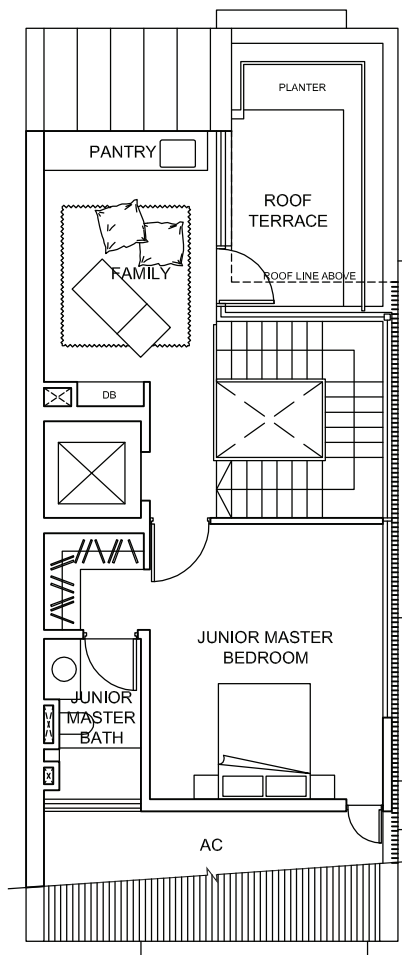 PLANTER
PANTRY
ROOF
TERRACE
FAMILY
ROOF LINE ABOVE
DB
JUNIOR MASTER
BEDROOM
JUNIOR
MASTER
BATH
AC